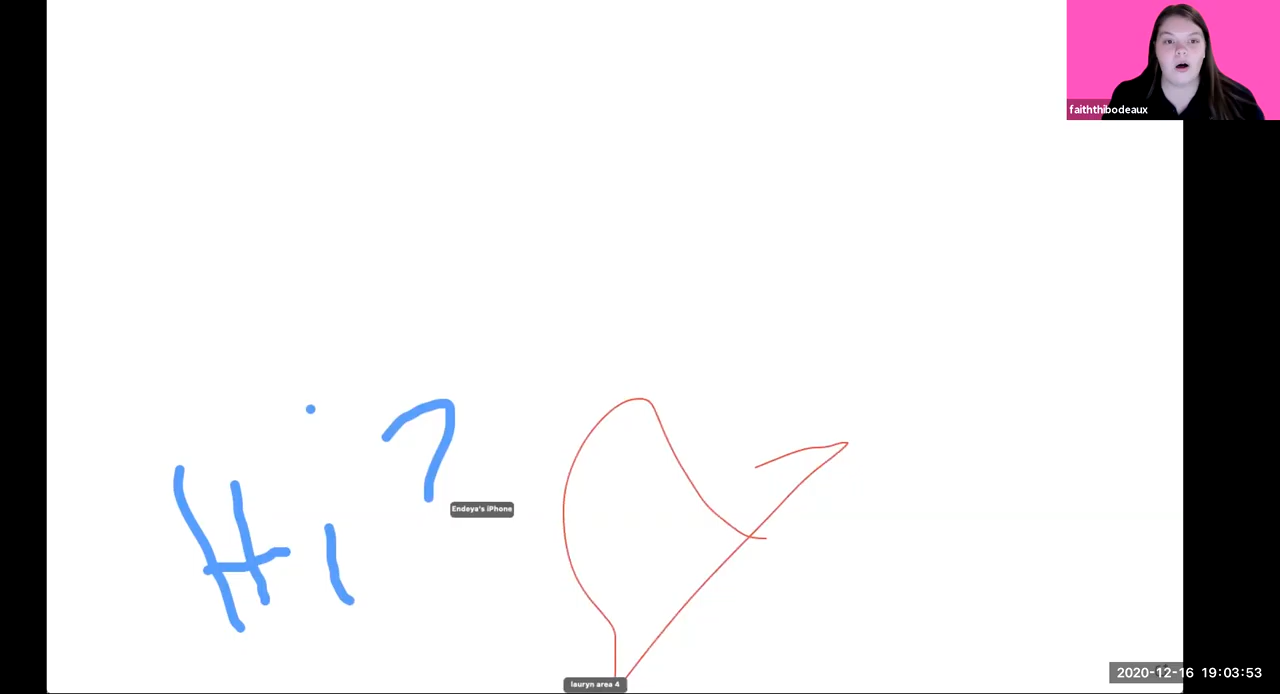 faiththibodeaux
Hi ?
Endeya's iPhone
lauryn area 4
2020-12-16 19:03:53